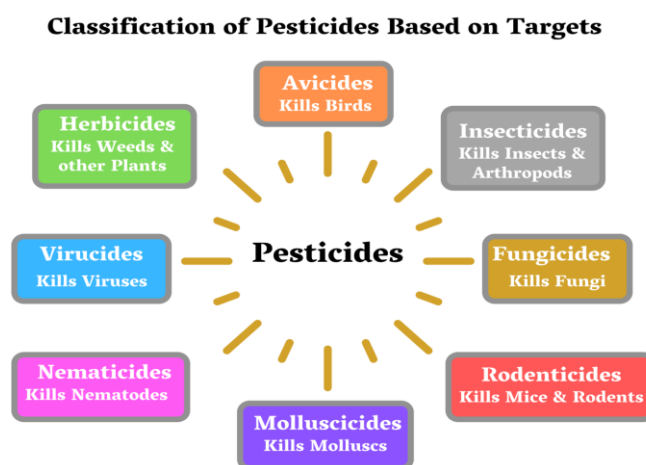 Classification of Pesticides Based on Targets
Avicides
Kills Birds
Herbicides
Kills Weeds &
other Plants
Insecticides
Kills Insects &
Arthropods
Virucides
Kills Viruses
Pesticides
Fungicides
Kills Fungi
Nematicides
Kills Nematodes
Rodenticides
Kills Mice & Rodents
Molluscicides
Kills Molluscs